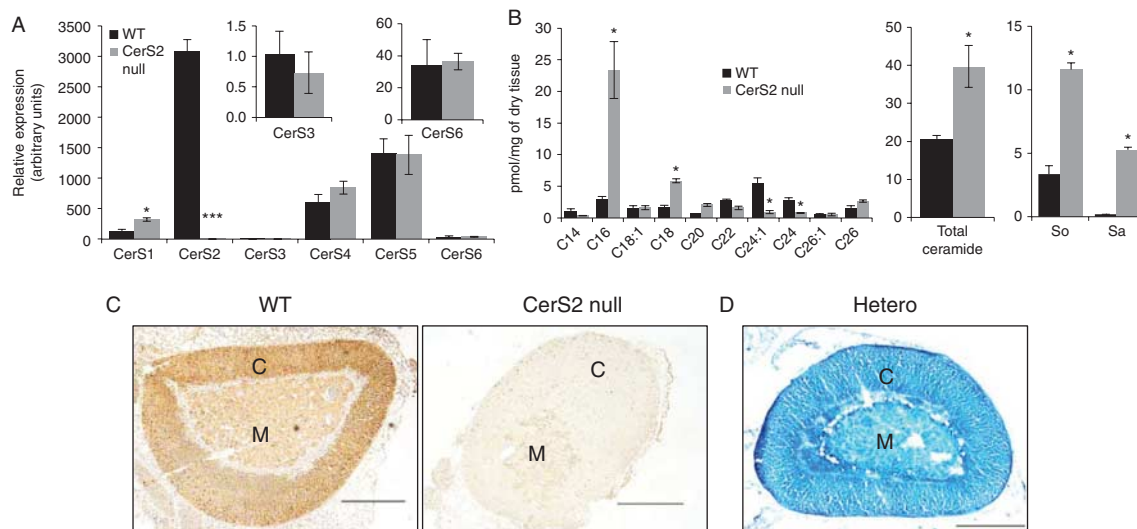 A
Relative expression
(arbitrary units)
3500
3000
2500
2000
1500
1000
500
0
WT
CerS2
null
1.5
1.0
0.5
0.0
CerS3
60
40
20
0
CerS6
*
***
CerS1 CerS2 CerS3 CerS4 CerS5 CerS6
B
pmol/mg of dry tissue
30
25
20
15
10
5
0
WT
CerS2 null
*
*
*
*
C14 C16 C18:1 C18 C20 C22 C24:1 C24 C26:1 C26
50
40
30
20
10
0
*
Total
ceramide
15
10
5
0
*
*
So Sa
C WT CerS2 null D Hetero
C
M
C
M
C
M